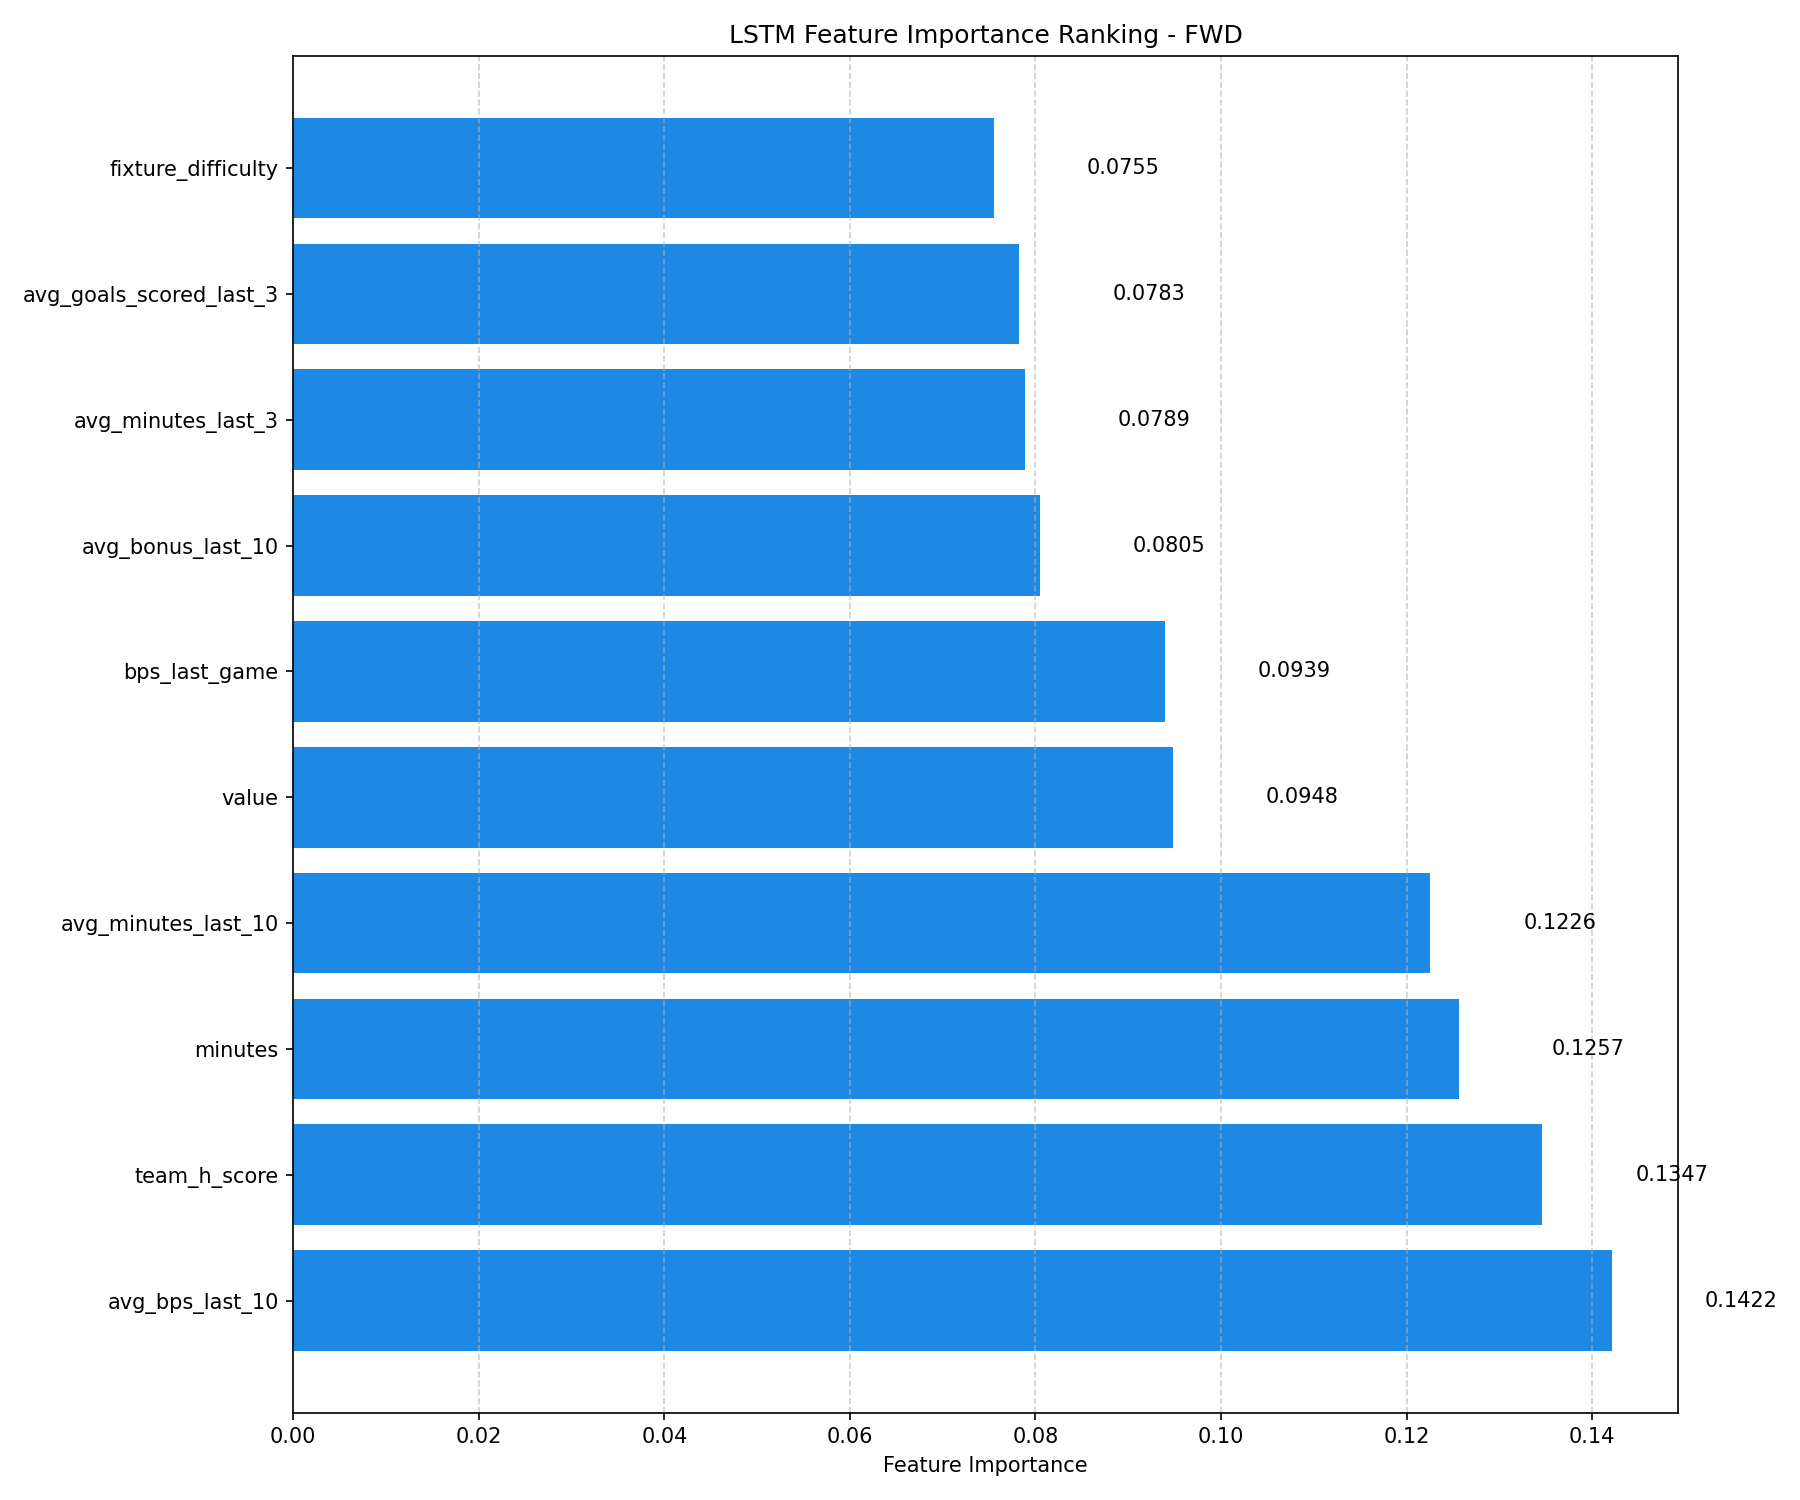 LSTM Feature Importance Ranking - FWD
fixture_difficulty 0.0755
avg_goals_scored_last_3 0.0783
avg_minutes_last_3 0.0789
avg_bonus_last_10 0.0805
bps_last_game 0.0939
value 0.0948
avg_minutes_last_10 0.1226
minutes 0.1257
team_h_score 0.1347
avg_bps_last_10 0.1422
0.00 0.02 0.04 0.06 0.08 0.10 0.12 0.14
Feature Importance